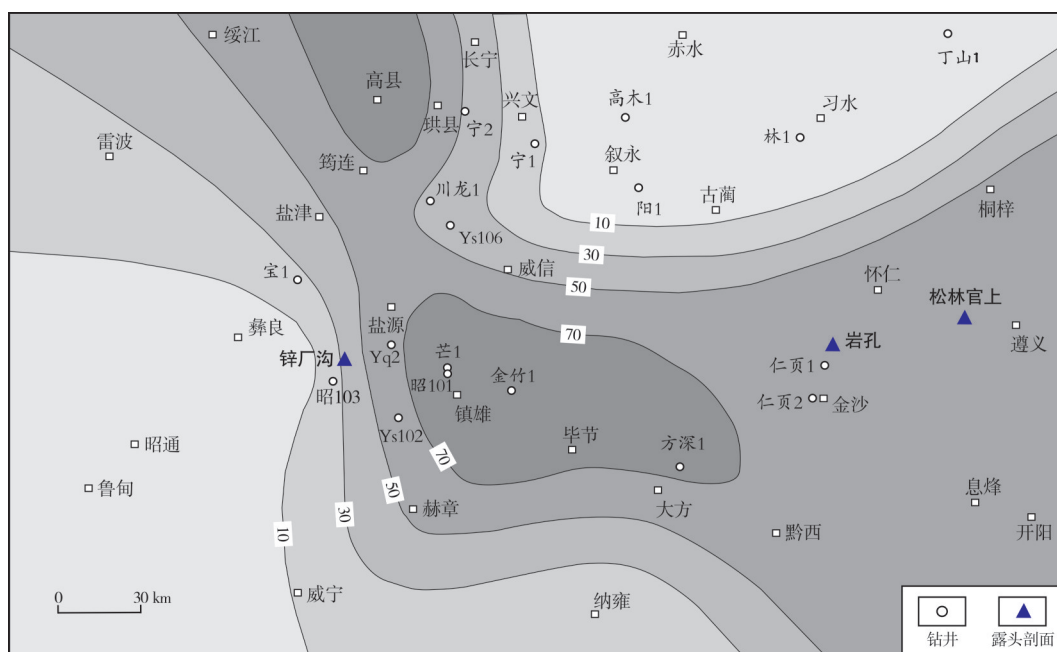 绥江
长宁
赤水
丁山1
高县
珙县
宁2
兴文
高木1
习水
林1
宁1
雷波
筠连
叙永
川龙1
阳1
古蔺
桐梓
盐津
10
Ys106
30
宝1
威信
50
怀仁
松林官上
盐源
彝良
锌厂沟
Yq2
70
岩孔
遵义
芒1
昭101
金竹1
仁页1
昭103
镇雄
仁页2
金沙
Ys102
昭通
70
毕节
方深1
鲁甸
50
赫章
大方
息烽
30
10
黔西
开阳
0
30 km
威宁
纳雍
钻井
露头剖面